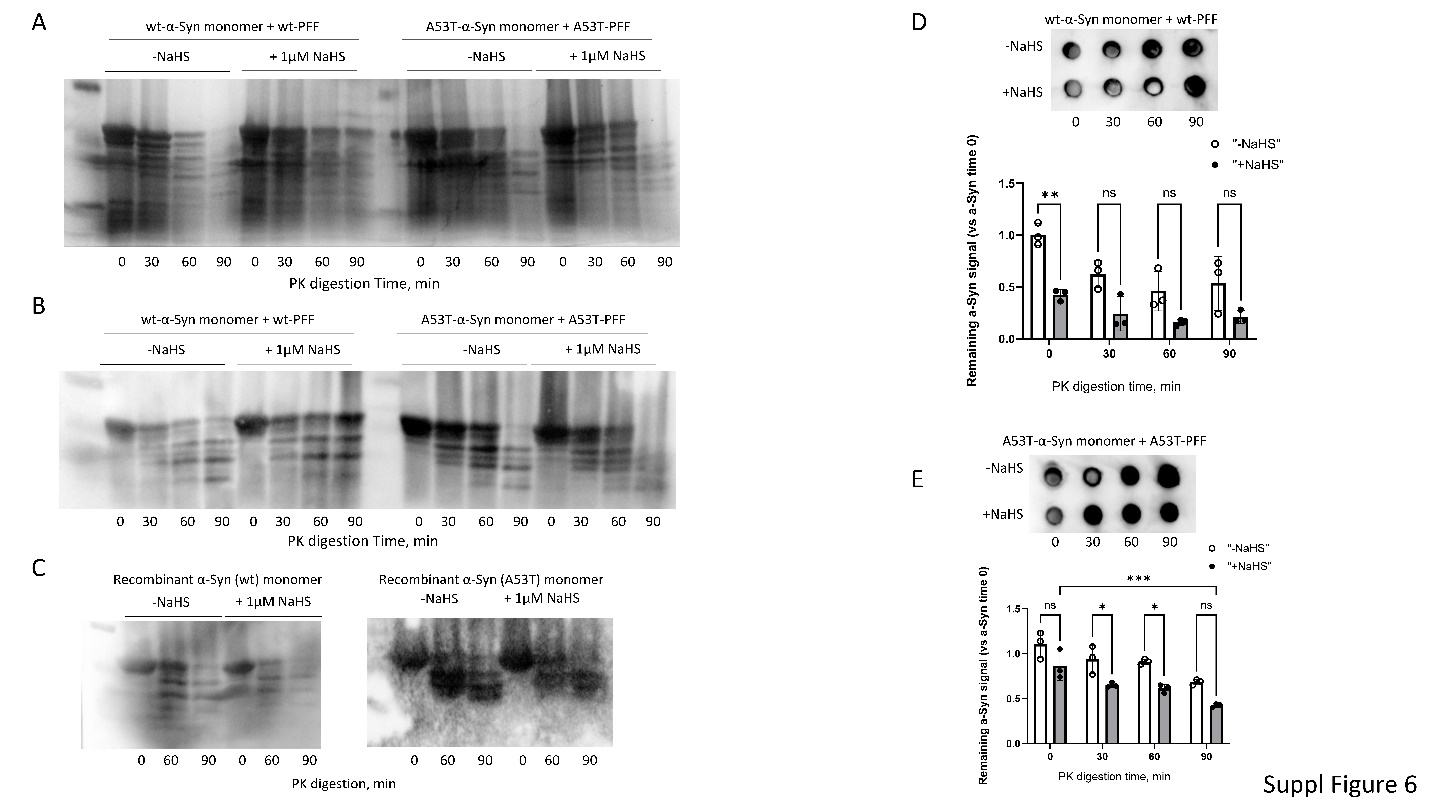 A
wt-α-Syn monomer + wt-PFF
A53T-α-Syn monomer + A53T-PFF
-NaHS
+ 1µM NaHS
-NaHS
+ 1µM NaHS
0 30 60 90 0 30 60 90 0 30 60 90 0 30 60 90
PK digestion Time, min
B
wt-α-Syn monomer + wt-PFF
A53T-α-Syn monomer + A53T-PFF
-NaHS
+ 1µM NaHS
-NaHS
+ 1µM NaHS
0 30 60 90 0 30 60 90 0 30 60 90 0 30 60 90
PK digestion Time, min
C
Recombinant α-Syn (wt) monomer
-NaHS
+ 1µM NaHS
0 60 90 0 60 90
Recombinant α-Syn (A53T) monomer
-NaHS
+ 1µM NaHS
0 60 90 0 60 90
PK digestion, min
D
wt-α-Syn monomer + wt-PFF
-NaHS
+NaHS
0 30 60 90
"-NaHS"
"+NaHS"
Remaining a-Syn signal (vs a-Syn time 0)
1.5
1.0
0.5
0.0
** ns ns ns
0 30 60 90
PK digestion time, min
A53T-α-Syn monomer + A53T-PFF
E
-NaHS
+NaHS
0 30 60 90
"-NaHS"
"+NaHS"
Remaining a-Syn signal (vs a-Syn time 0)
***
1.5
1.0
0.5
0.0
ns * * ns
0 30 60 90
PK digestion time, min
Suppl Figure 6